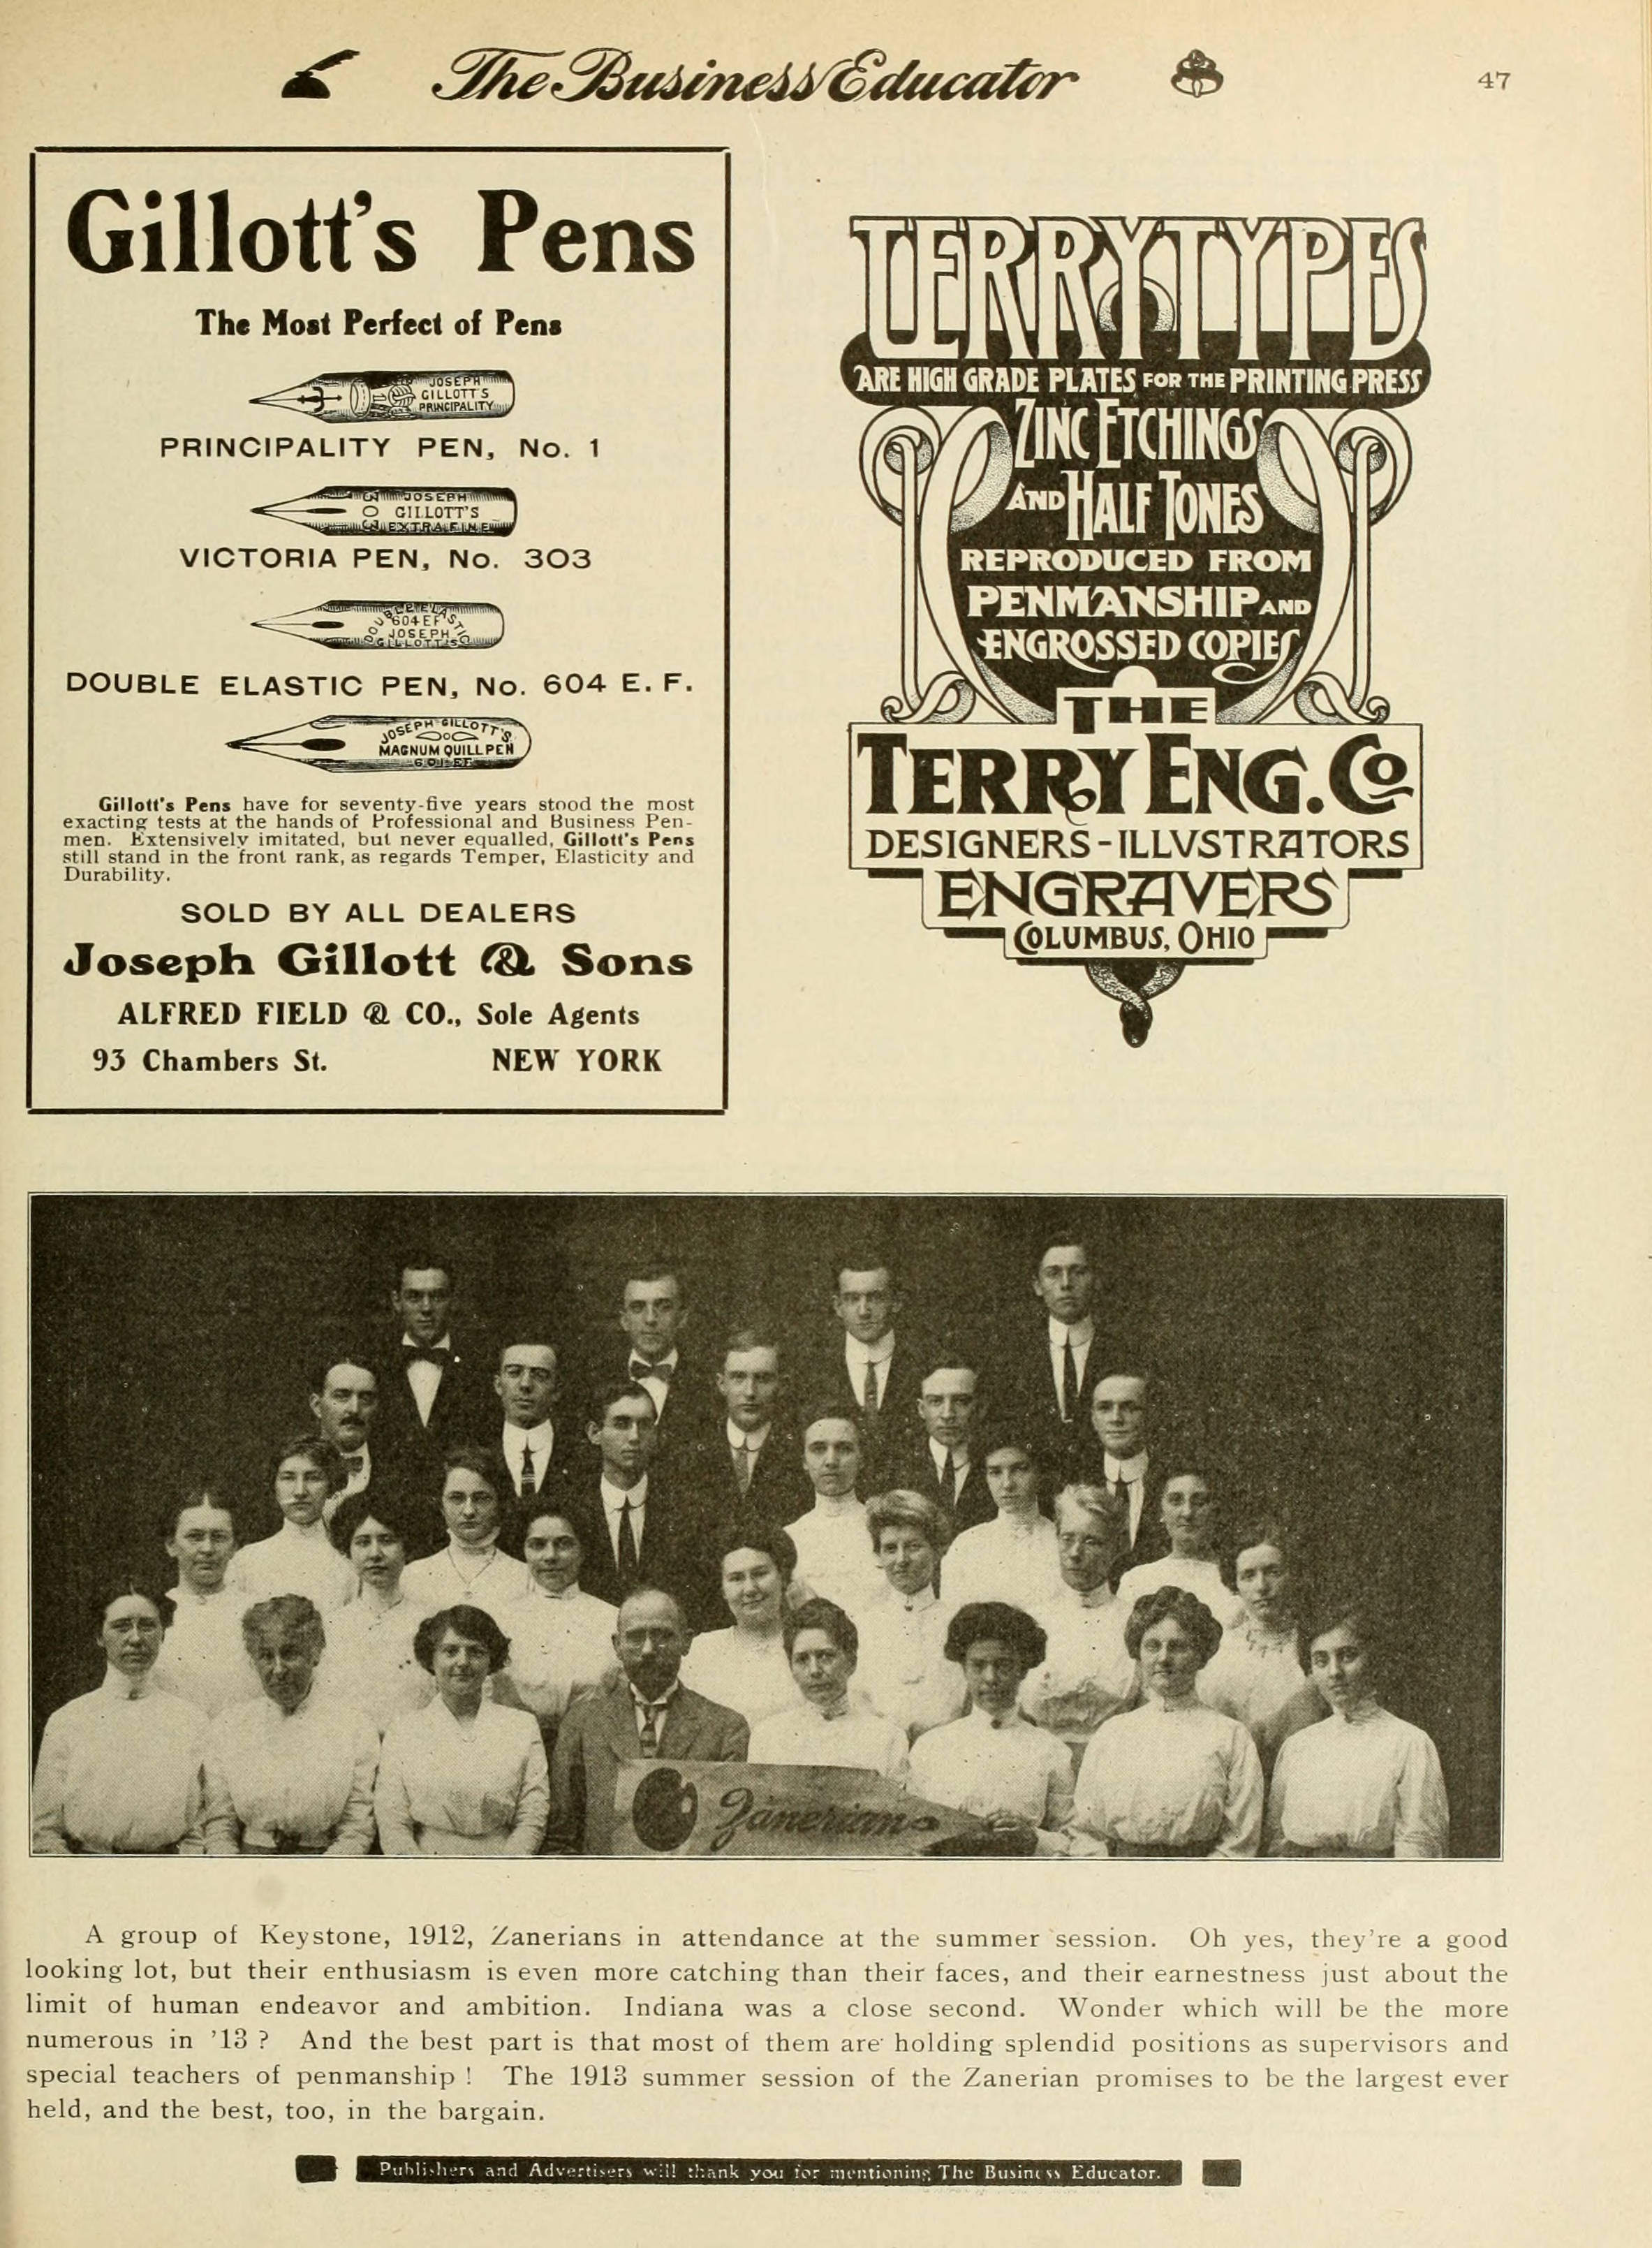 The Business Educator
47
Gillott's Pens
The Most Perfect of Pens
JOSEPH
GILLOTT'S
PRINCIPALITY
PRINCIPALITY PEN, No. 1
303
JOSEPH
GILLOTT'S
EXTRA FINE
VICTORIA PEN, No. 303
DOUBLE ELASTIC
604 EF
JOSEPH
GILLOTT'S
DOUBLE ELASTIC PEN, No. 604 E. F.
JOSEPH GILLOTT'S
MAGNUM QUILL PEN
601 EF
Gillott's Pens have for seventy-five years stood the most
exacting tests at the hands of Professional and Business Pen-
men. Extensively imitated, but never equalled, Gillott's Pens
still stand in the front rank, as regards Temper, Elasticity and
Durability.
SOLD BY ALL DEALERS
Joseph Gillott & Sons
ALFRED FIELD & CO., Sole Agents
93 Chambers St. NEW YORK
TERRYTYPES
ARE HIGH GRADE PLATES FOR THE PRINTING PRESS
ZINC ETCHINGS
AND HALF TONES
REPRODUCED FROM
PENMANSHIP AND
ENGROSSED COPIES
THE
TERRY ENG. Co
DESIGNERS - ILLVSTRATORS
ENGRAVERS
COLUMBUS, OHIO
Zanerians
A group of Keystone, 1912, Zanerians in attendance at the summer session. Oh yes, they're a good
looking lot, but their enthusiasm is even more catching than their faces, and their earnestness just about the
limit of human endeavor and ambition. Indiana was a close second. Wonder which will be the more
numerous in '13 ? And the best part is that most of them are holding splendid positions as supervisors and
special teachers of penmanship ! The 1913 summer session of the Zanerian promises to be the largest ever
held, and the best, too, in the bargain.
Publishers and Advertisers will thank you for mentioning The Business Educator.